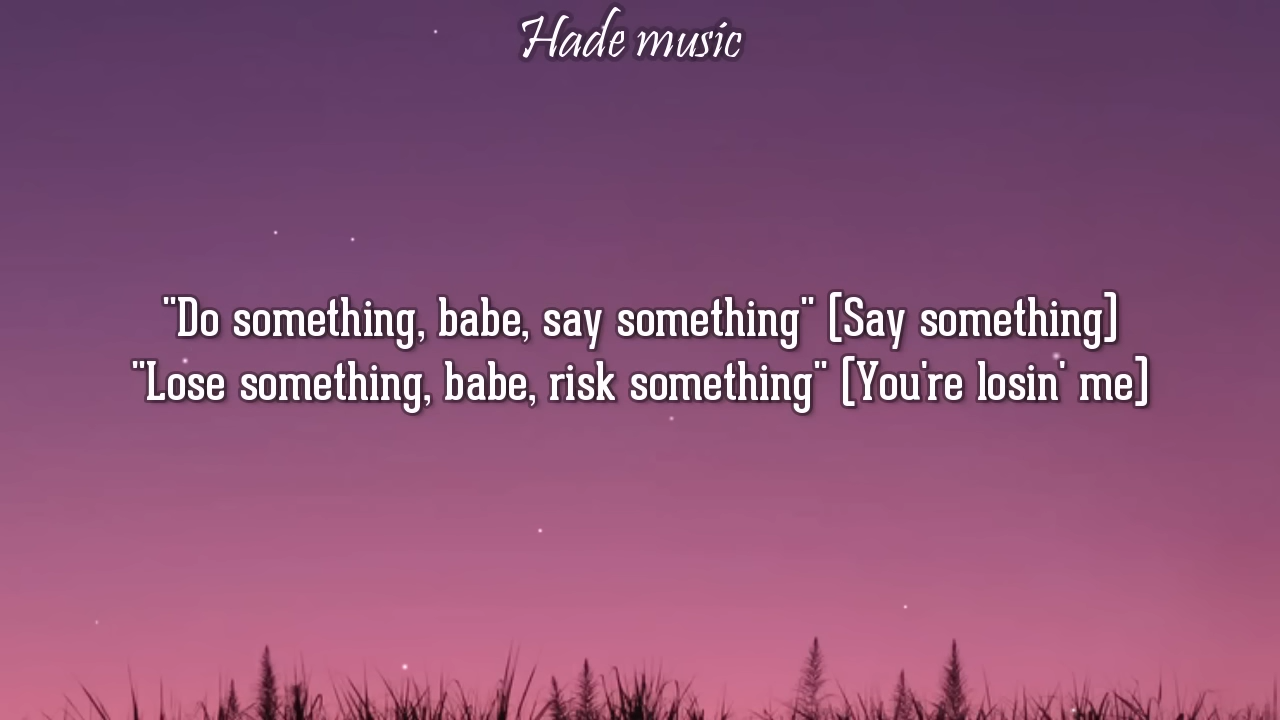 Hade music
"Do something, babe, say something" (Say something)
"Lose something, babe, risk something" (You're losin' me)